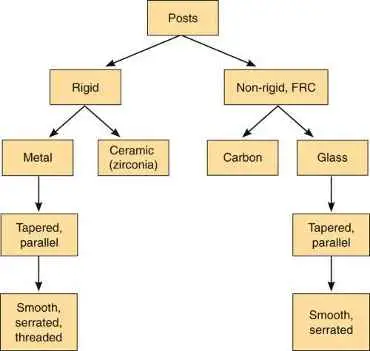 Posts
Rigid
Non-rigid, FRC
Metal
Ceramic
(zirconia)
Carbon
Glass
Tapered,
parallel
Tapered,
parallel
Smooth,
serrated,
threaded
Smooth,
serrated